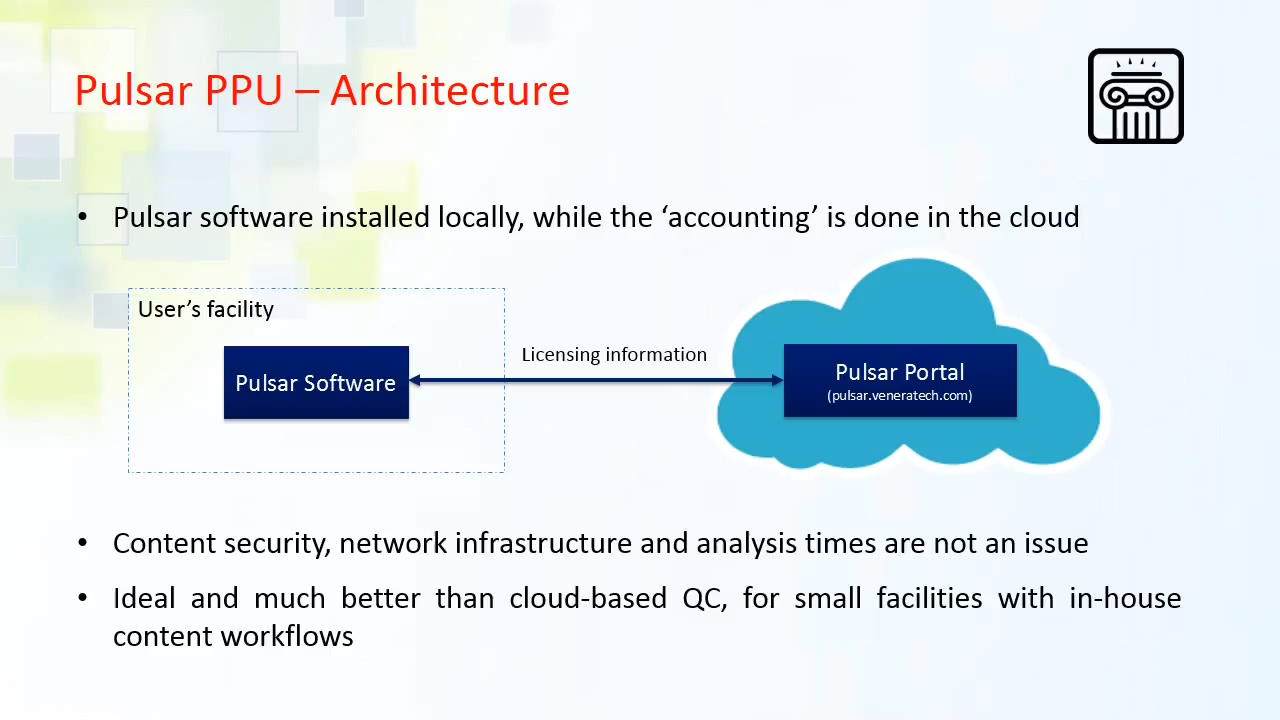 Pulsar PPU – Architecture
• Pulsar software installed locally, while the ‘accounting’ is done in the cloud
User’s facility
Licensing information
Pulsar Software
Pulsar Portal
(pulsar.veneratech.com)
• Content security, network infrastructure and analysis times are not an issue
• Ideal and much better than cloud-based QC, for small facilities with in-house
content workflows